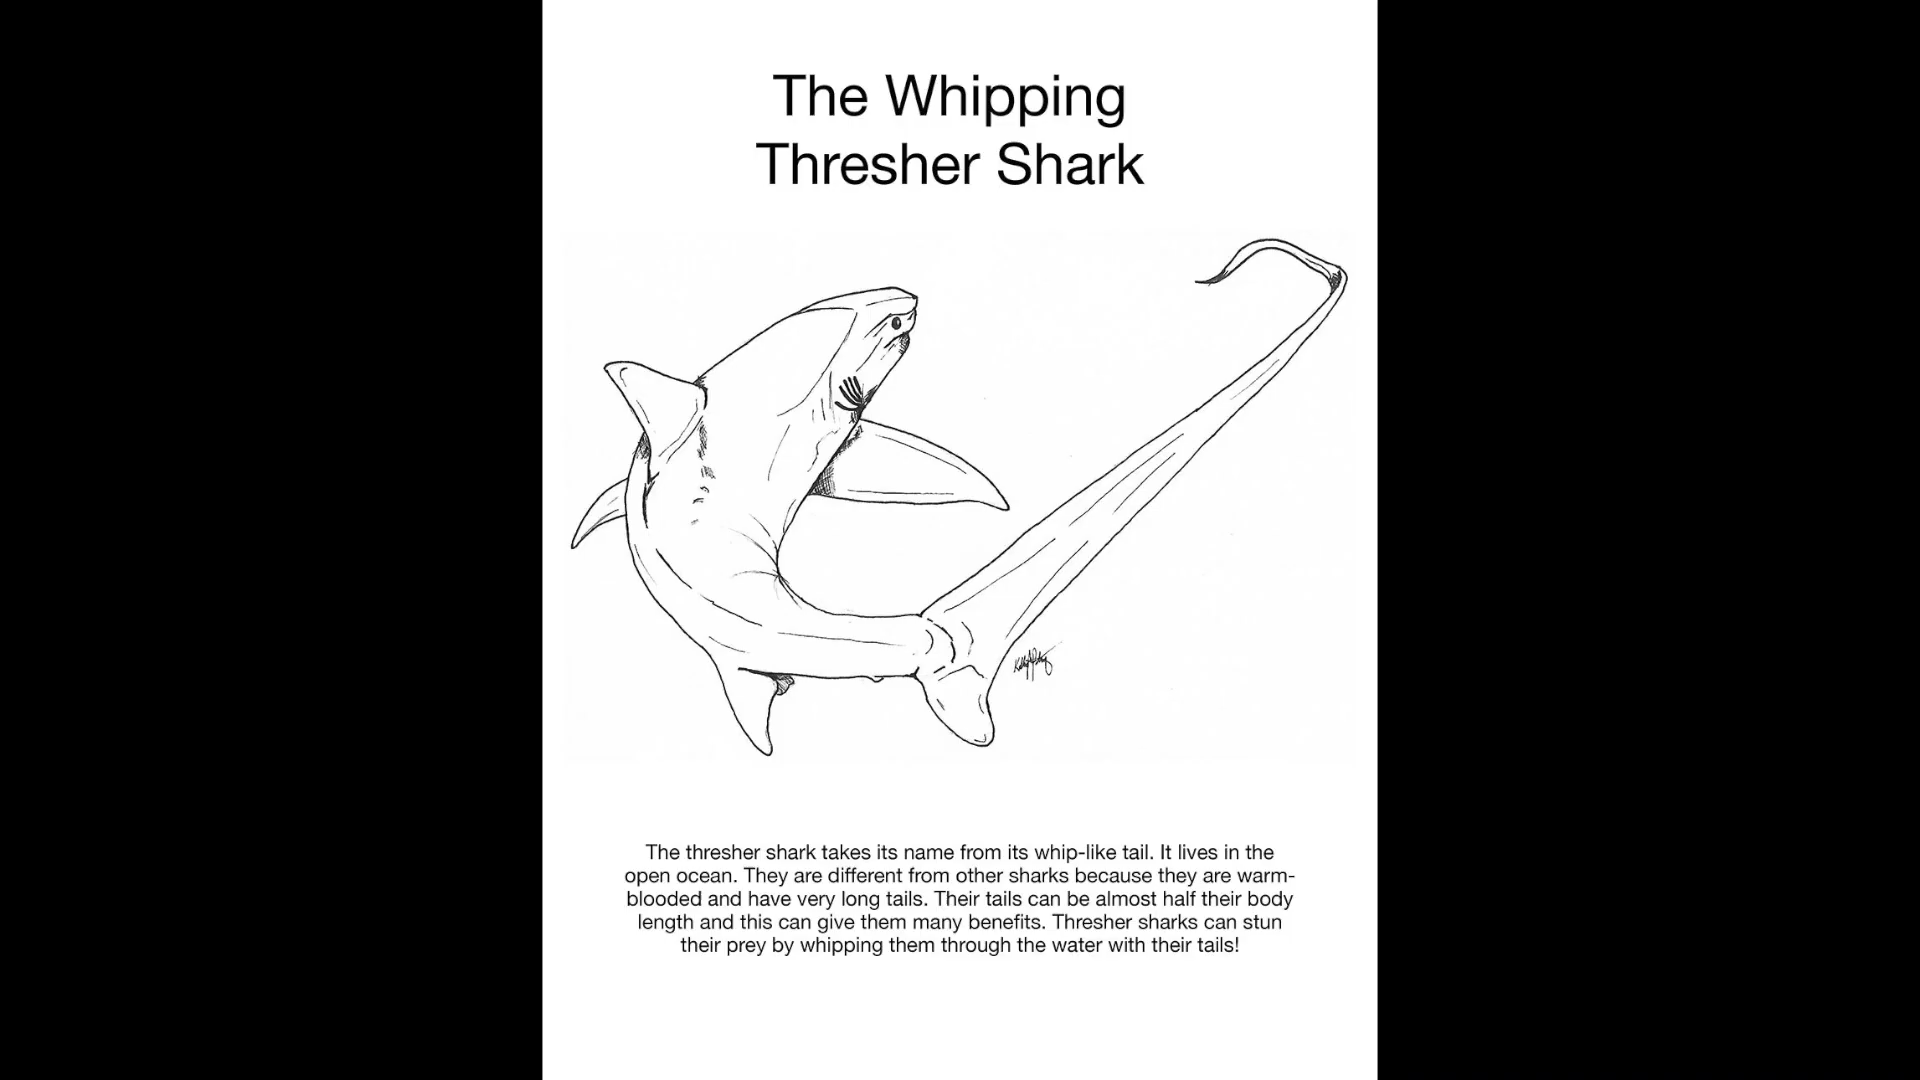 The Whipping
Thresher Shark
The thresher shark takes its name from its whip-like tail. It lives in the
open ocean. They are different from other sharks because they are warm-
blooded and have very long tails. Their tails can be almost half their body
length and this can give them many benefits. Thresher sharks can stun
their prey by whipping them through the water with their tails!